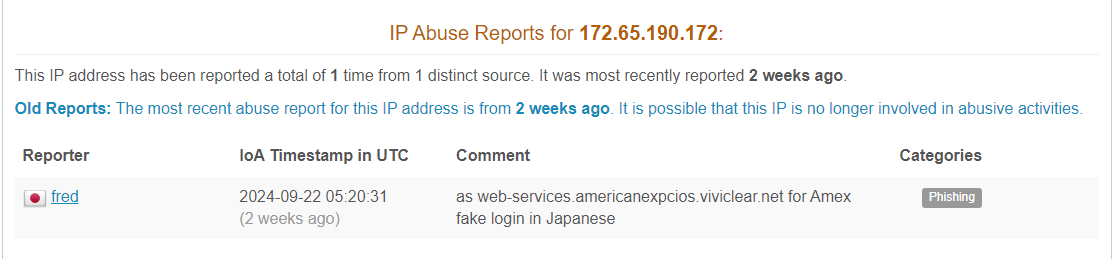 IP Abuse Reports for 172.65.190.172:
This IP address has been reported a total of 1 time from 1 distinct source. It was most recently reported 2 weeks ago.
Old Reports: The most recent abuse report for this IP address is from 2 weeks ago. It is possible that this IP is no longer involved in abusive activities.
Reporter IoA Timestamp in UTC Comment Categories
fred 2024-09-22 05:20:31 as web-services.americanexpcios.viviclear.net for Amex Phishing
(2 weeks ago) fake login in Japanese